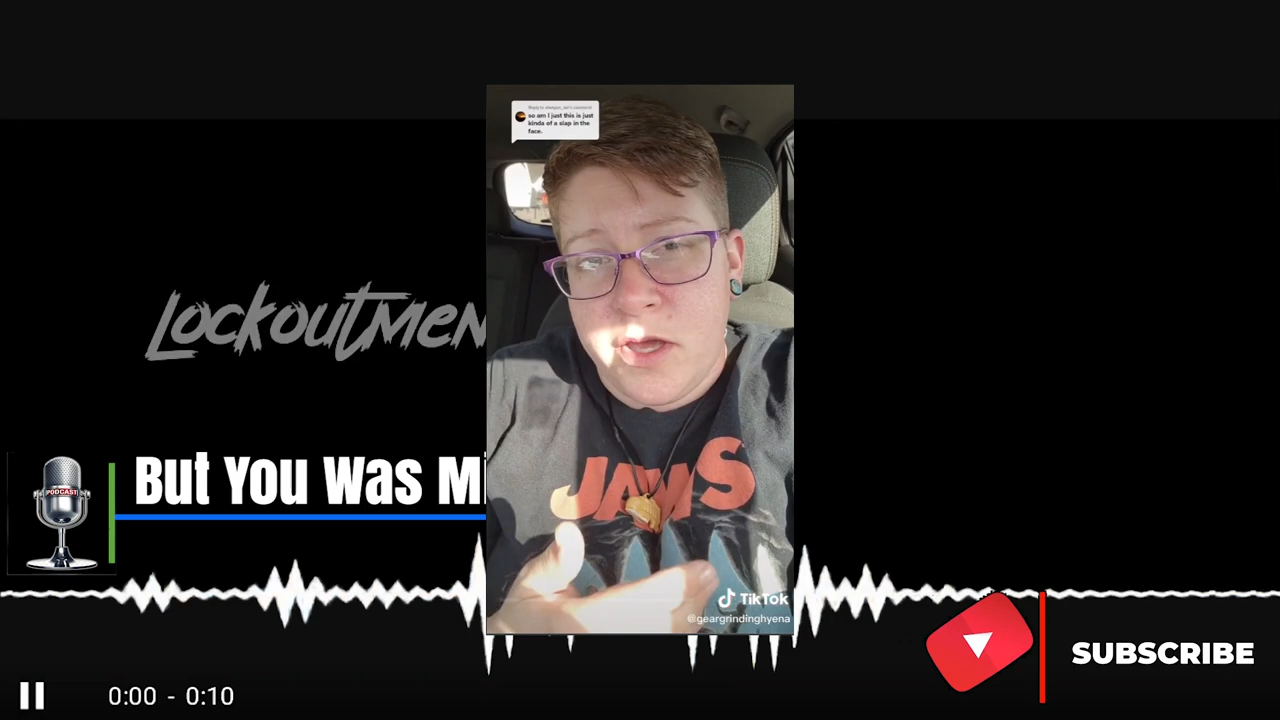 so am I just this is just
kinda of a slap in the
face.
Lockoutmen
But You Was Mi
PODCAST
JAWS
TikTok
@geargrindinghyena
SUBSCRIBE
0:00 - 0:10